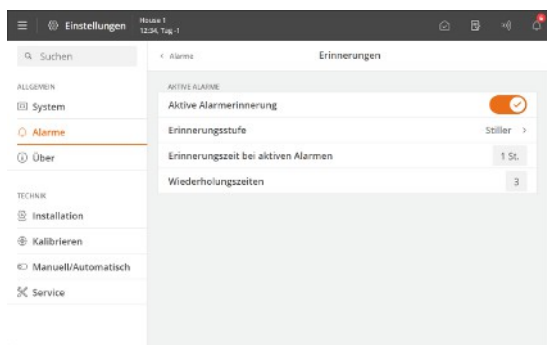 Einstellungen
House 1
12:34, Tag -1
Suchen
ALLGEMEIN
System
Alarme
Über
TECHNIK
Installation
Kalibrieren
Manuell/Automatisch
Service
Alarme
Erinnerungen
AKTIVE ALARME
Aktive Alarmerinnerung
Erinnerungsstufe
Stiller
Erinnerungszeit bei aktiven Alarmen
1 St.
Wiederholungszeiten
3